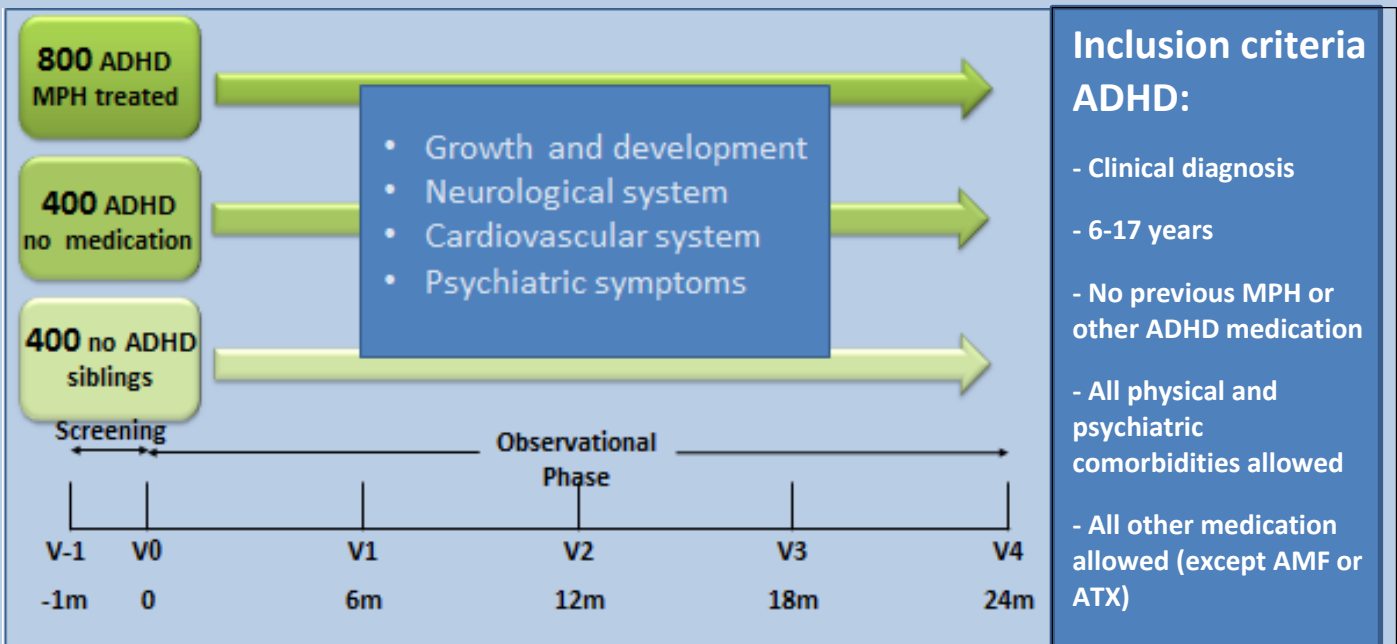 800 ADHD
MPH treated
400 ADHD
no medication
400 no ADHD
siblings
• Growth and development
• Neurological system
• Cardiovascular system
• Psychiatric symptoms
Screening
Observational
Phase
V-1 V0 V1 V2 V3 V4
-1m 0 6m 12m 18m 24m
Inclusion criteria
ADHD:
- Clinical diagnosis
- 6-17 years
- No previous MPH or
other ADHD medication
- All physical and
psychiatric
comorbidities allowed
- All other medication
allowed (except AMF or
ATX)